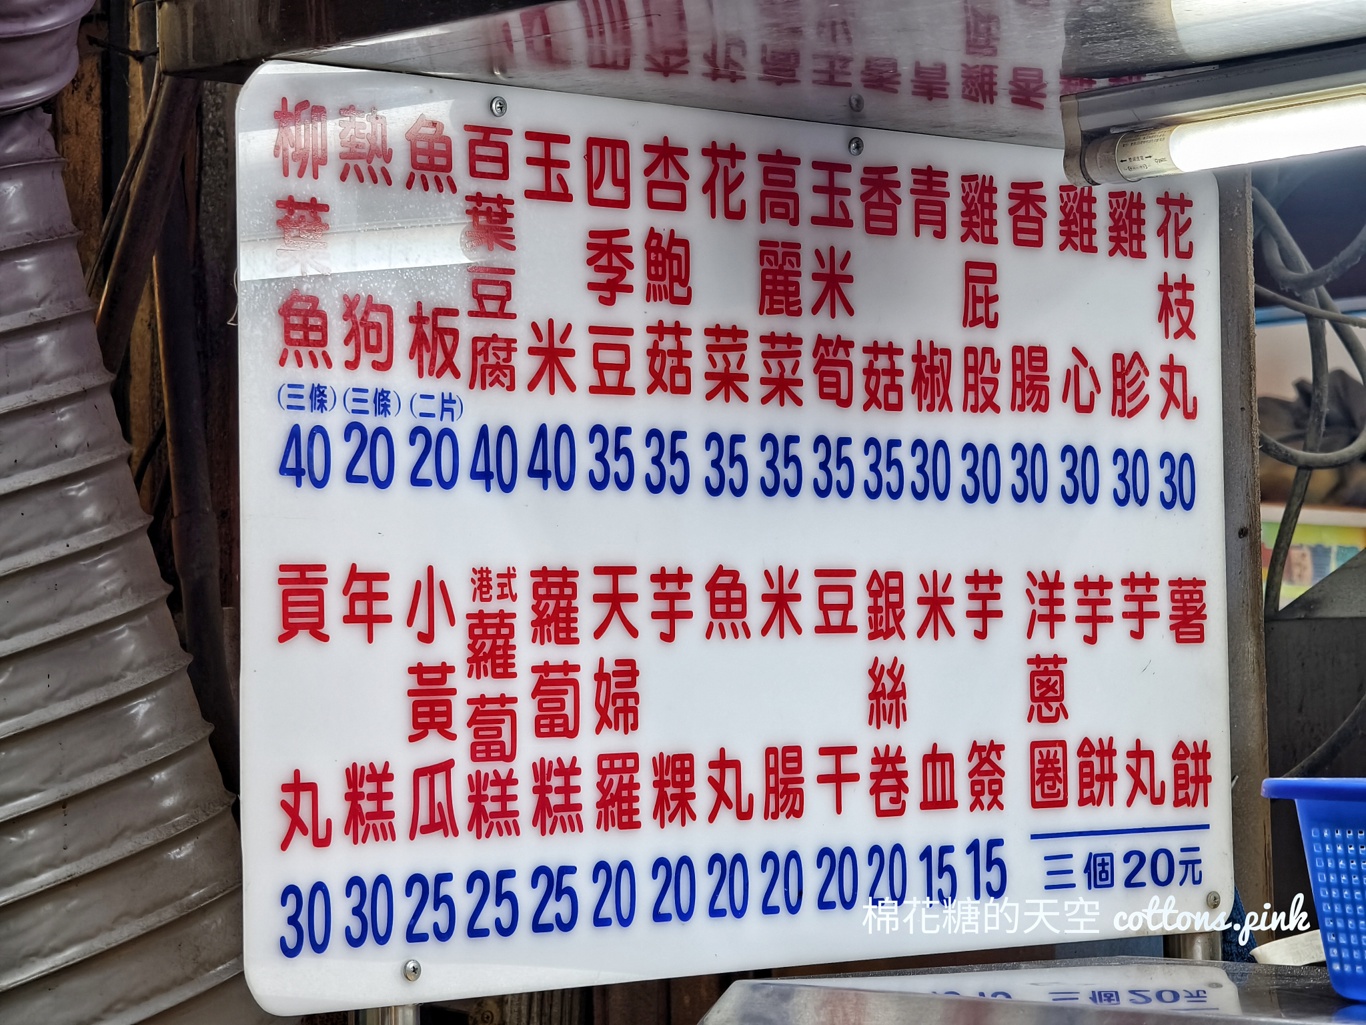 花枝丸 30
雞胗 30
雞心 30
香腸 30
雞屁股 30
青椒 30
香菇 35
玉米筍 35
高麗菜 35
花菜 35
杏鮑菇 35
四季豆 35
玉米 40
百葉豆腐 40
魚板 (二片) 20
熱狗 (三條) 20
柳葉魚 (三條) 40
薯餅
芋丸
芋餅
洋蔥圈
三個20元
芋簽 15
米血 15
銀絲卷 20
豆干 20
米腸 20
魚丸 20
芋粿 20
天婦羅 20
蘿蔔糕 25
港式蘿蔔糕 25
小黃瓜 25
年糕 30
貢丸 30
棉花糖的天空 cottons.pink